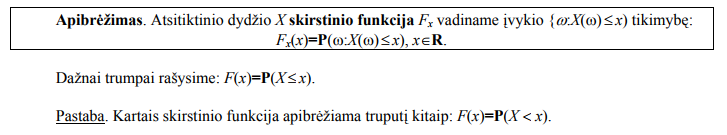 Apibrėžimas. Atsitiktinio dydžio X skirstinio funkcija Fₓ vadiname įvykio {ω:X(ω)≤x) tikimybę:
Fₓ(x)=P(ω:X(ω)≤x), x∈R.
Dažnai trumpai rašysime: F(x)=P(X≤x).
Pastaba. Kartais skirstinio funkcija apibrėžiama truputį kitaip: F(x)=P(X < x).